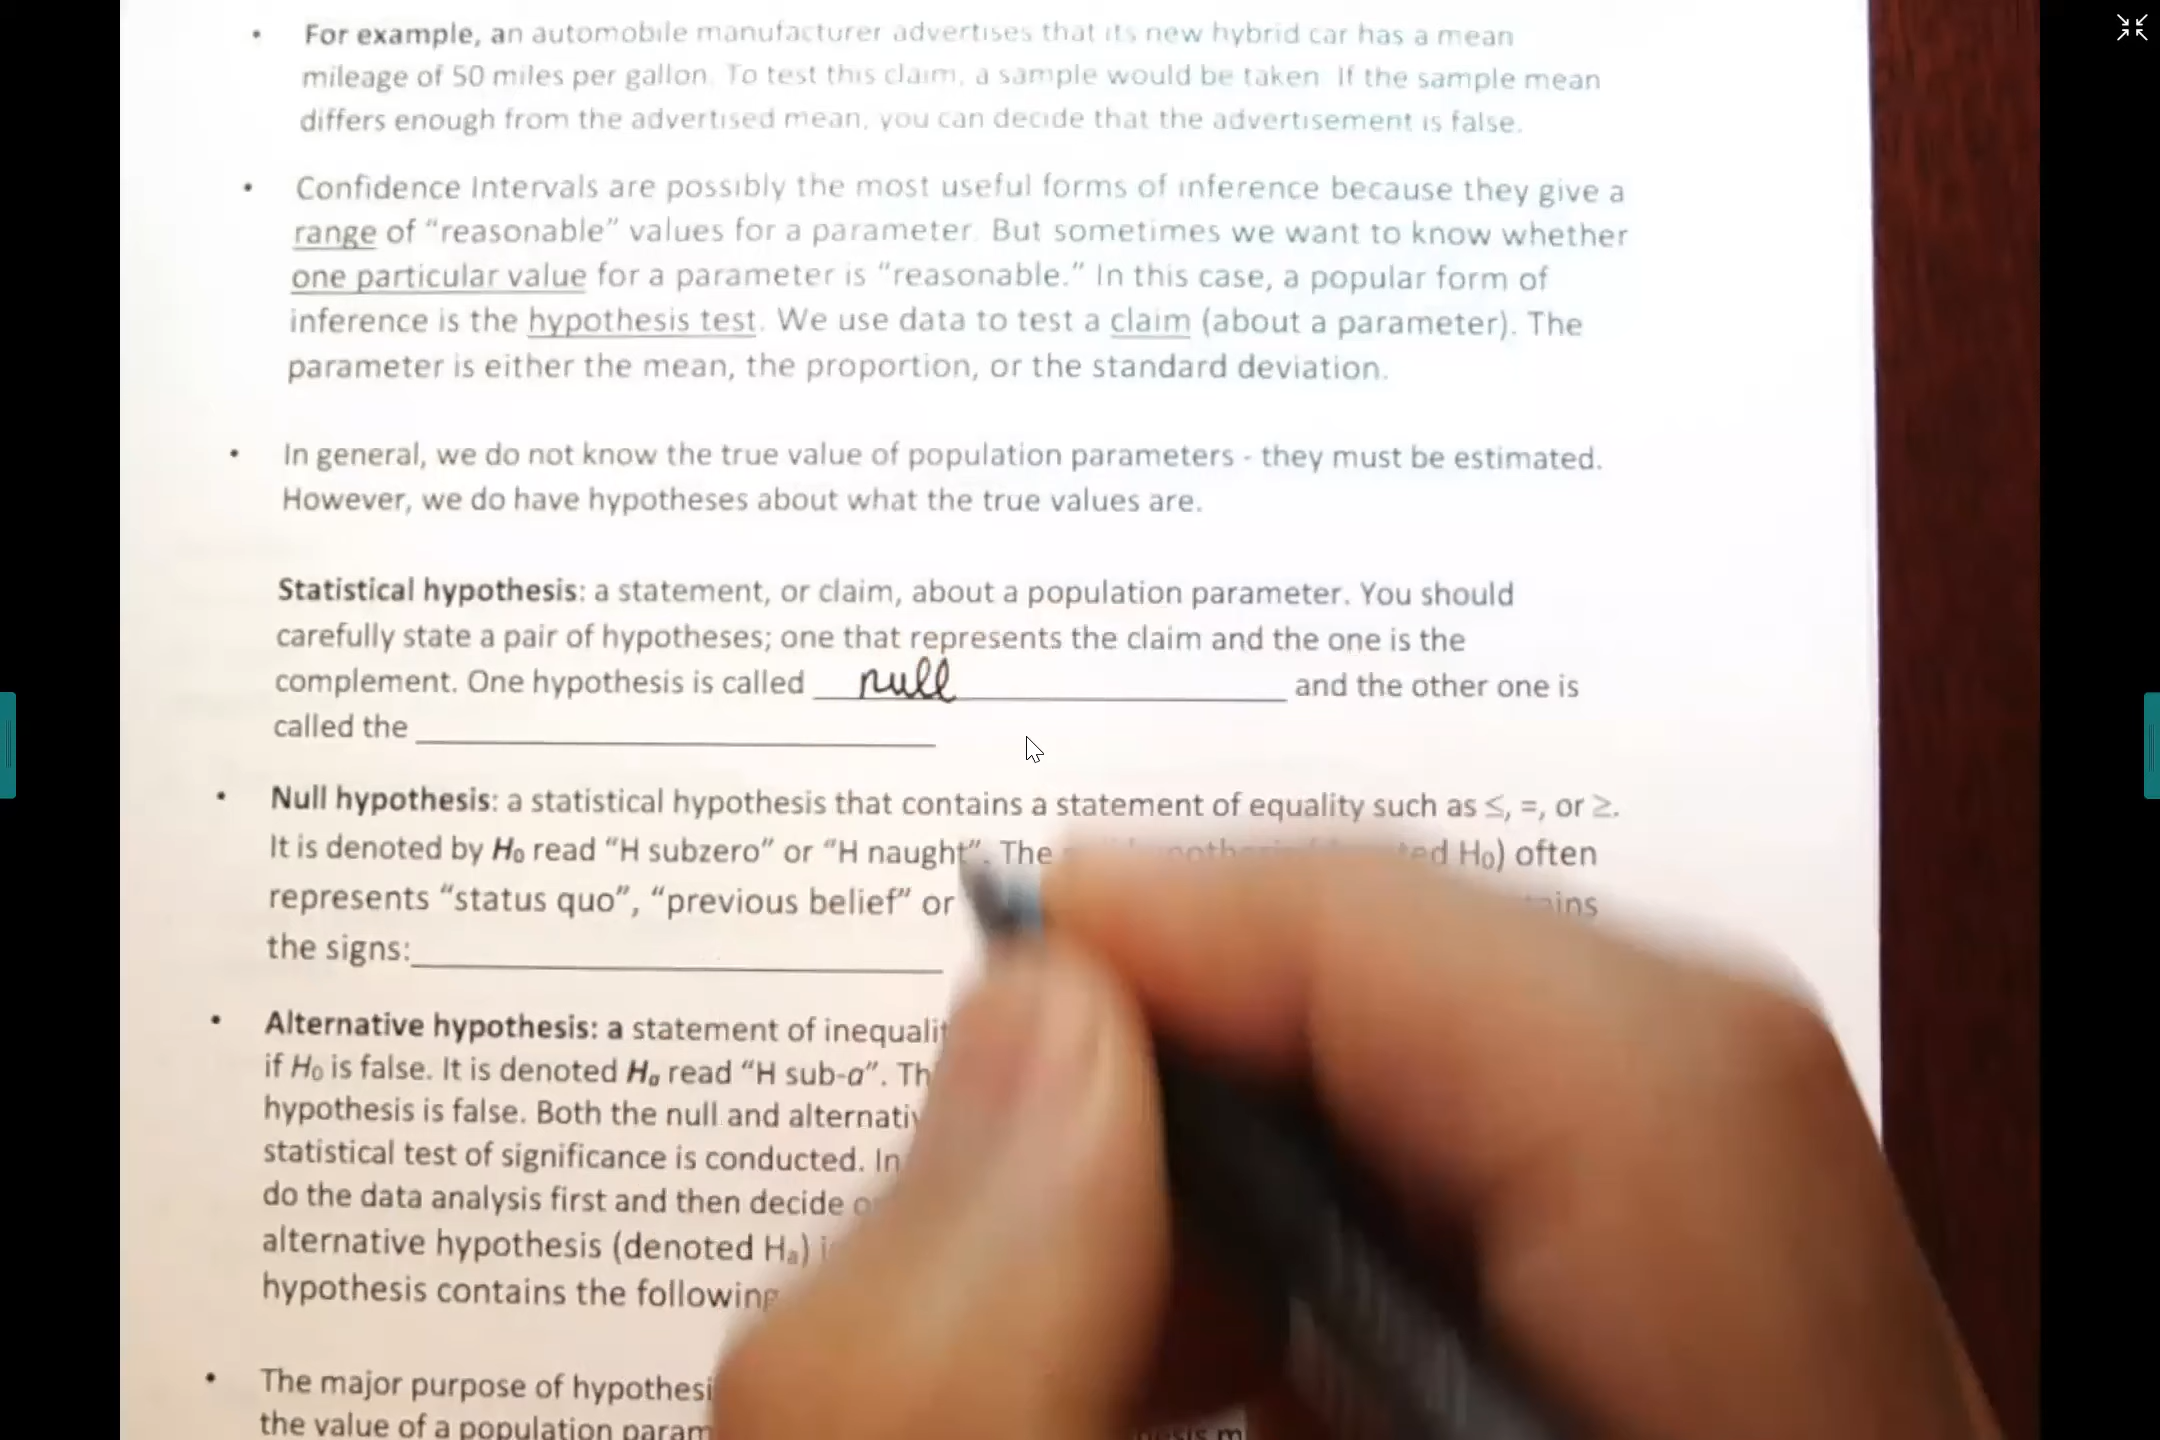 • For example, an automobile manufacturer advertises that its new hybrid car has a mean
mileage of 50 miles per gallon. To test this claim, a sample would be taken. If the sample mean
differs enough from the advertised mean, you can decide that the advertisement is false.
• Confidence Intervals are possibly the most useful forms of inference because they give a
range of “reasonable” values for a parameter. But sometimes we want to know whether
one particular value for a parameter is “reasonable.” In this case, a popular form of
inference is the hypothesis test. We use data to test a claim (about a parameter). The
parameter is either the mean, the proportion, or the standard deviation.
• In general, we do not know the true value of population parameters - they must be estimated.
However, we do have hypotheses about what the true values are.
Statistical hypothesis: a statement, or claim, about a population parameter. You should
carefully state a pair of hypotheses; one that represents the claim and the one is the
complement. One hypothesis is called null and the other one is
called the
• Null hypothesis: a statistical hypothesis that contains a statement of equality such as ≤, =, or ≥.
It is denoted by H₀ read “H subzero” or “H naught”. The H₀) often
represents “status quo”, “previous belief” or
the signs:
• Alternative hypothesis: a statement of
if H₀ is false. It is denoted Hₐ read “H sub-a”.
hypothesis is false. Both the null and
statistical test of significance is conducted. In
do the data analysis first and then decide
alternative hypothesis (denoted Hₐ)
hypothesis contains the following
• The major purpose of
the value of a population